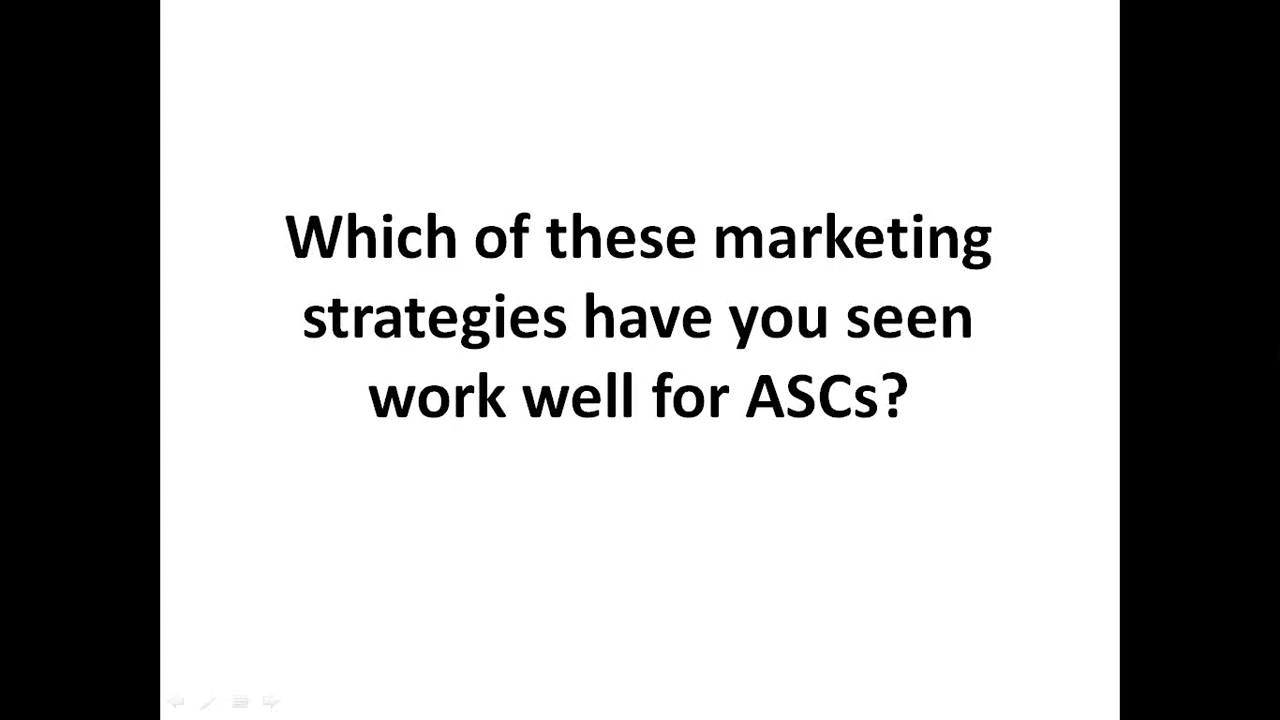 Which of these marketing
strategies have you seen
work well for ASCs?